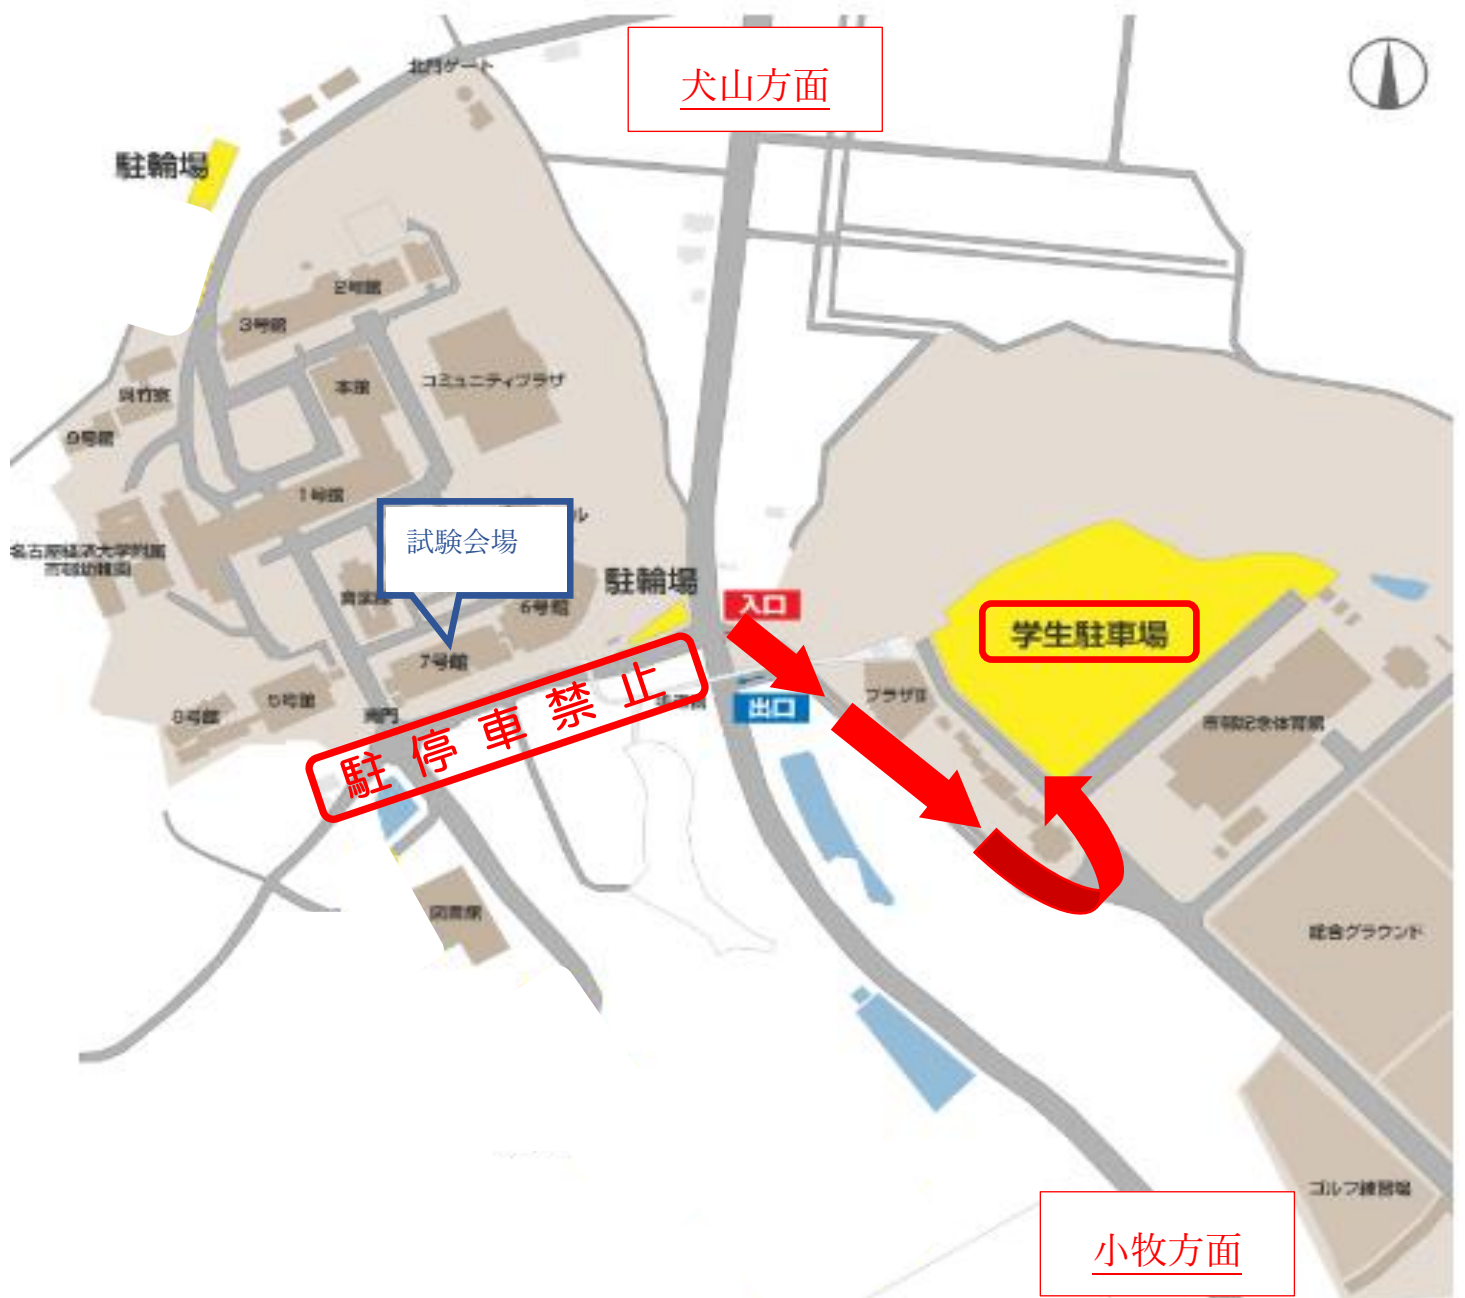 犬山方面
北門ゲート
駐輪場
2号館
3号館
本館
コミュニティプラザ
呉竹寮
9号館
1号館
ル
試験会場
名古屋経済大学附属
市邨幼稚園
駐輪場
入口
6号館
学生駐車場
7号館
5号館
8号館
南門
プラザⅡ
出口
市邨記念体育館
駐停車禁止
図書館
総合グラウンド
ゴルフ練習場
小牧方面